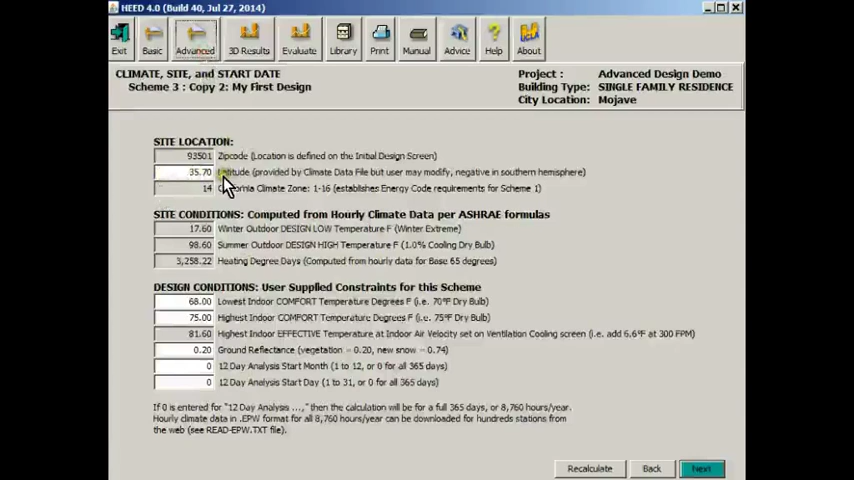 HEED 4.0 (Build 40, Jul 27, 2014)
Exit Basic Advanced 3D Results Evaluate Library Print Manual Advice Help About
CLIMATE, SITE, and START DATE
Scheme 3 : Copy 2: My First Design
Project : Advanced Design Demo
Building Type: SINGLE FAMILY RESIDENCE
City Location: Mojave
SITE LOCATION:
93501 Zipcode (Location is defined on the Initial Design Screen)
35.70 Latitude (provided by Climate Data File but user may modify, negative in southern hemisphere)
14 California Climate Zone: 1-16 (establishes Energy Code requirements for Scheme 1)
SITE CONDITIONS: Computed from Hourly Climate Data per ASHRAE formulas
17.60 Winter Outdoor DESIGN LOW Temperature F (Winter Extreme)
98.60 Summer Outdoor DESIGN HIGH Temperature F (1.0% Cooling Dry Bulb)
3,258.22 Heating Degree Days (Computed from hourly data for Base 65 degrees)
DESIGN CONDITIONS: User Supplied Constraints for this Scheme
68.00 Lowest Indoor COMFORT Temperature Degrees F (i.e. 70°F Dry Bulb)
75.00 Highest Indoor COMFORT Temperature Degrees F (i.e. 75°F Dry Bulb)
81.60 Highest Indoor EFFECTIVE Temperature at Indoor Air Velocity set on Ventilation Cooling screen (i.e. add 6.6°F at 300 FPM)
0.20 Ground Reflectance (vegetation = 0.20, new snow = 0.74)
0 12 Day Analysis Start Month (1 to 12, or 0 for all 365 days)
0 12 Day Analysis Start Day (1 to 31, or 0 for all 365 days)
If 0 is entered for "12 Day Analysis ...," then the calculation will be for a full 365 days, or 8,760 hours/year.
Hourly climate data in .EPW format for all 8,760 hours/year can be downloaded for hundreds stations from
the web (see READ-EPW.TXT file).
Recalculate Back Next